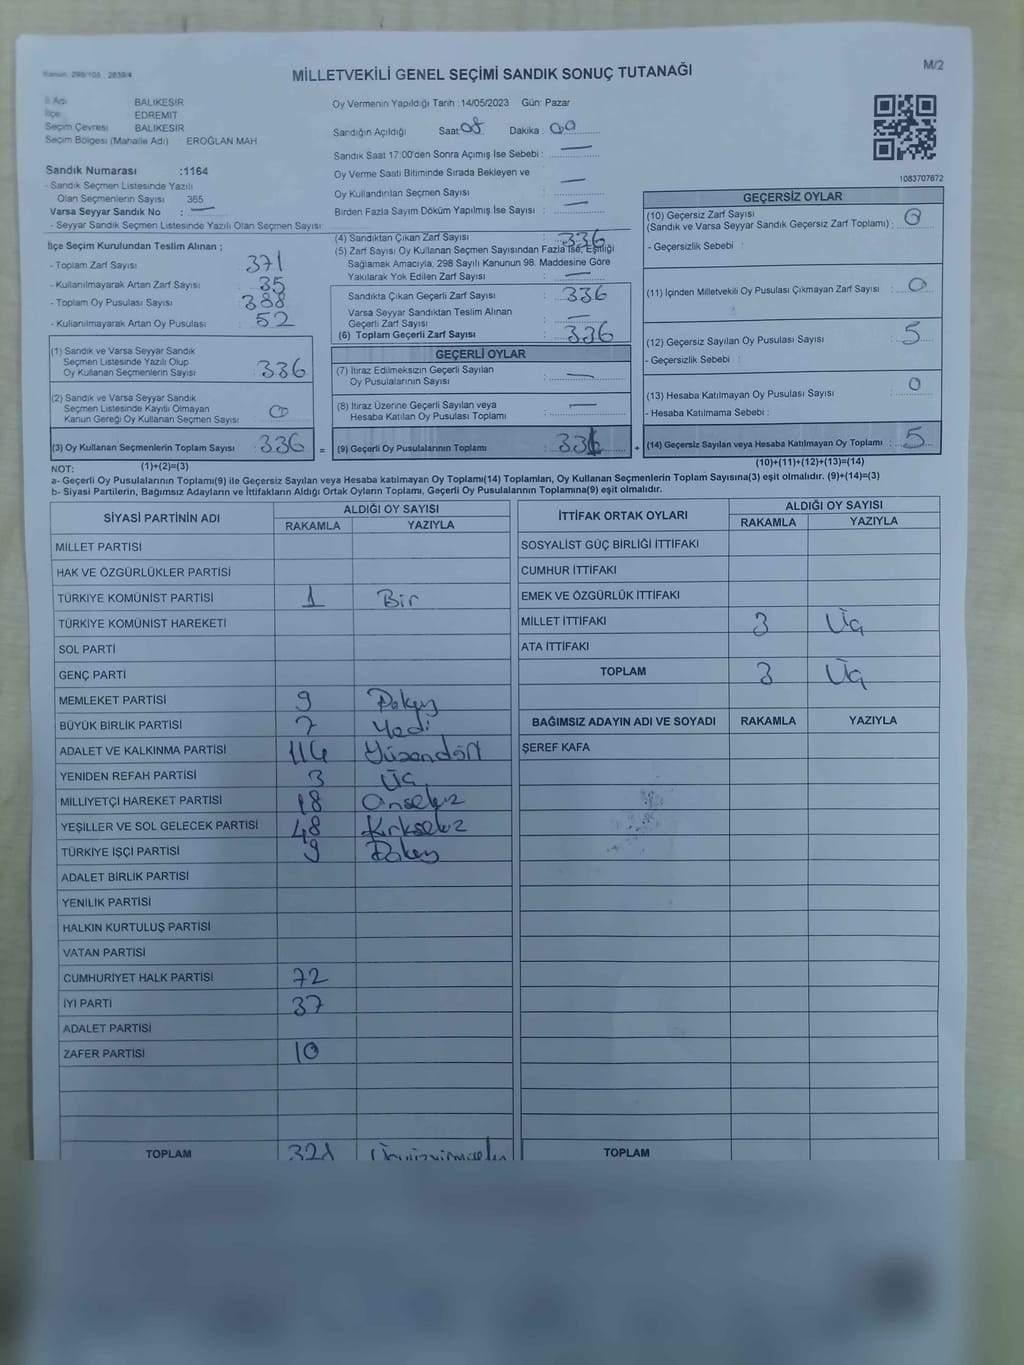 Kanun: 298/105 , 2839/4
MİLLETVEKİLİ GENEL SEÇİMİ SANDIK SONUÇ TUTANAĞI
M/2
İl Adı BALIKESİR
İlçe EDREMİT
Seçim Çevresi BALIKESİR
Seçim Bölgesi (Mahalle Adı) EROĞLAN MAH
Oy Vermenin Yapıldığı Tarih : 14/05/2023 Gün: Pazar
Sandığın Açıldığı Saat 08 Dakika : 00
Sandık Saat 17:00'den Sonra Açımış İse Sebebi : —
Oy Verme Saati Bitiminde Sırada Bekleyen ve
Oy Kullandırılan Seçmen Sayısı : —
Birden Fazla Sayım Döküm Yapılmış İse Sayısı : —
1083707672
Sandık Numarası :1164
- Sandık Seçmen Listesinde Yazılı
Olan Seçmenlerin Sayısı 365
Varsa Seyyar Sandık No : —
- Seyyar Sandık Seçmen Listesinde Yazılı Olan Seçmen Sayısı
İlçe Seçim Kurulundan Teslim Alınan ;
- Toplam Zarf Sayısı : 371
- Kullanılmayarak Artan Zarf Sayısı : 35
- Toplam Oy Pusulası Sayısı : 388
- Kullanılmayarak Artan Oy Pusulası : 52
(1) Sandık ve Varsa Seyyar Sandık
Seçmen Listesinde Yazılı Olup
Oy Kullanan Seçmenlerin Sayısı : 336
(2) Sandık ve Varsa Seyyar Sandık
Seçmen Listesinde Kayıtlı Olmayan
Kanun Gereği Oy Kullanan Seçmen Sayısı : 0
(3) Oy Kullanan Seçmenlerin Toplam Sayısı : 336 =
(4) Sandıktan Çıkan Zarf Sayısı : 336
(5) Zarf Sayısı Oy Kullanan Seçmen Sayısından Fazla İse, Eşitliği
Sağlamak Amacıyla; 298 Sayılı Kanunun 98. Maddesine Göre
Yakılarak Yok Edilen Zarf Sayısı : —
Sandıkta Çıkan Geçerli Zarf Sayısı : 336
Varsa Seyyar Sandıktan Teslim Alınan
Geçerli Zarf Sayısı : —
(6) Toplam Geçerli Zarf Sayısı : 336
GEÇERLİ OYLAR
(7) İtiraz Edilmeksizin Geçerli Sayılan
Oy Pusulalarının Sayısı : —
(8) İtiraz Üzerine Geçerli Sayılan veya
Hesaba Katılan Oy Pusulası Toplamı : —
(9) Geçerli Oy Pusulalarının Toplamı : 331 +
GEÇERSİZ OYLAR
(10) Geçersiz Zarf Sayısı
(Sandık ve Varsa Seyyar Sandık Geçersiz Zarf Toplamı) : 0
- Geçersizlik Sebebi :
(11) İçinden Milletvekili Oy Pusulası Çıkmayan Zarf Sayısı : 0
(12) Geçersiz Sayılan Oy Pusulası Sayısı : 5
- Geçersizlik Sebebi :
(13) Hesaba Katılmayan Oy Pusulası Sayısı : 0
- Hesaba Katılmama Sebebi :
(14) Geçersiz Sayılan veya Hesaba Katılmayan Oy Toplamı : 5
NOT: (1)+(2)=(3) (10)+(11)+(12)+(13)=(14)
a- Geçerli Oy Pusulalarının Toplamı(9) ile Geçersiz Sayılan veya Hesaba katılmayan Oy Toplamı(14) Toplamları, Oy Kullanan Seçmenlerin Toplam Sayısına(3) eşit olmalıdır. (9)+(14)=(3)
b- Siyasi Partilerin, Bağımsız Adayların ve İttifakların Aldığı Ortak Oyların Toplamı, Geçerli Oy Pusulalarının Toplamına(9) eşit olmalıdır.
SİYASİ PARTİNİN ADI ALDIĞI OY SAYISI
RAKAMLA YAZIYLA
MİLLET PARTİSİ
HAK VE ÖZGÜRLÜKLER PARTİSİ
TÜRKİYE KOMÜNİST PARTİSİ 1 Bir
TÜRKİYE KOMÜNİST HAREKETİ
SOL PARTİ
GENÇ PARTİ
MEMLEKET PARTİSİ 9 Dokuz
BÜYÜK BİRLİK PARTİSİ 7 Yedi
ADALET VE KALKINMA PARTİSİ 114 Yüzondört
YENİDEN REFAH PARTİSİ 3 Üç
MİLLİYETÇİ HAREKET PARTİSİ 18 Onsekiz
YEŞİLLER VE SOL GELECEK PARTİSİ 48 Kırksekiz
TÜRKİYE İŞÇİ PARTİSİ 9 Dokuz
ADALET BİRLİK PARTİSİ
YENİLİK PARTİSİ
HALKIN KURTULUŞ PARTİSİ
VATAN PARTİSİ
CUMHURİYET HALK PARTİSİ 72
İYİ PARTİ 37
ADALET PARTİSİ
ZAFER PARTİSİ 10
TOPLAM 328
İTTİFAK ORTAK OYLARI ALDIĞI OY SAYISI
RAKAMLA YAZIYLA
SOSYALİST GÜÇ BİRLİĞİ İTTİFAKI
CUMHUR İTTİFAKI
EMEK VE ÖZGÜRLÜK İTTİFAKI
MİLLET İTTİFAKI 3 Üç
ATA İTTİFAKI
TOPLAM 3 Üç
BAĞIMSIZ ADAYIN ADI VE SOYADI RAKAMLA YAZIYLA
ŞEREF KAFA
TOPLAM